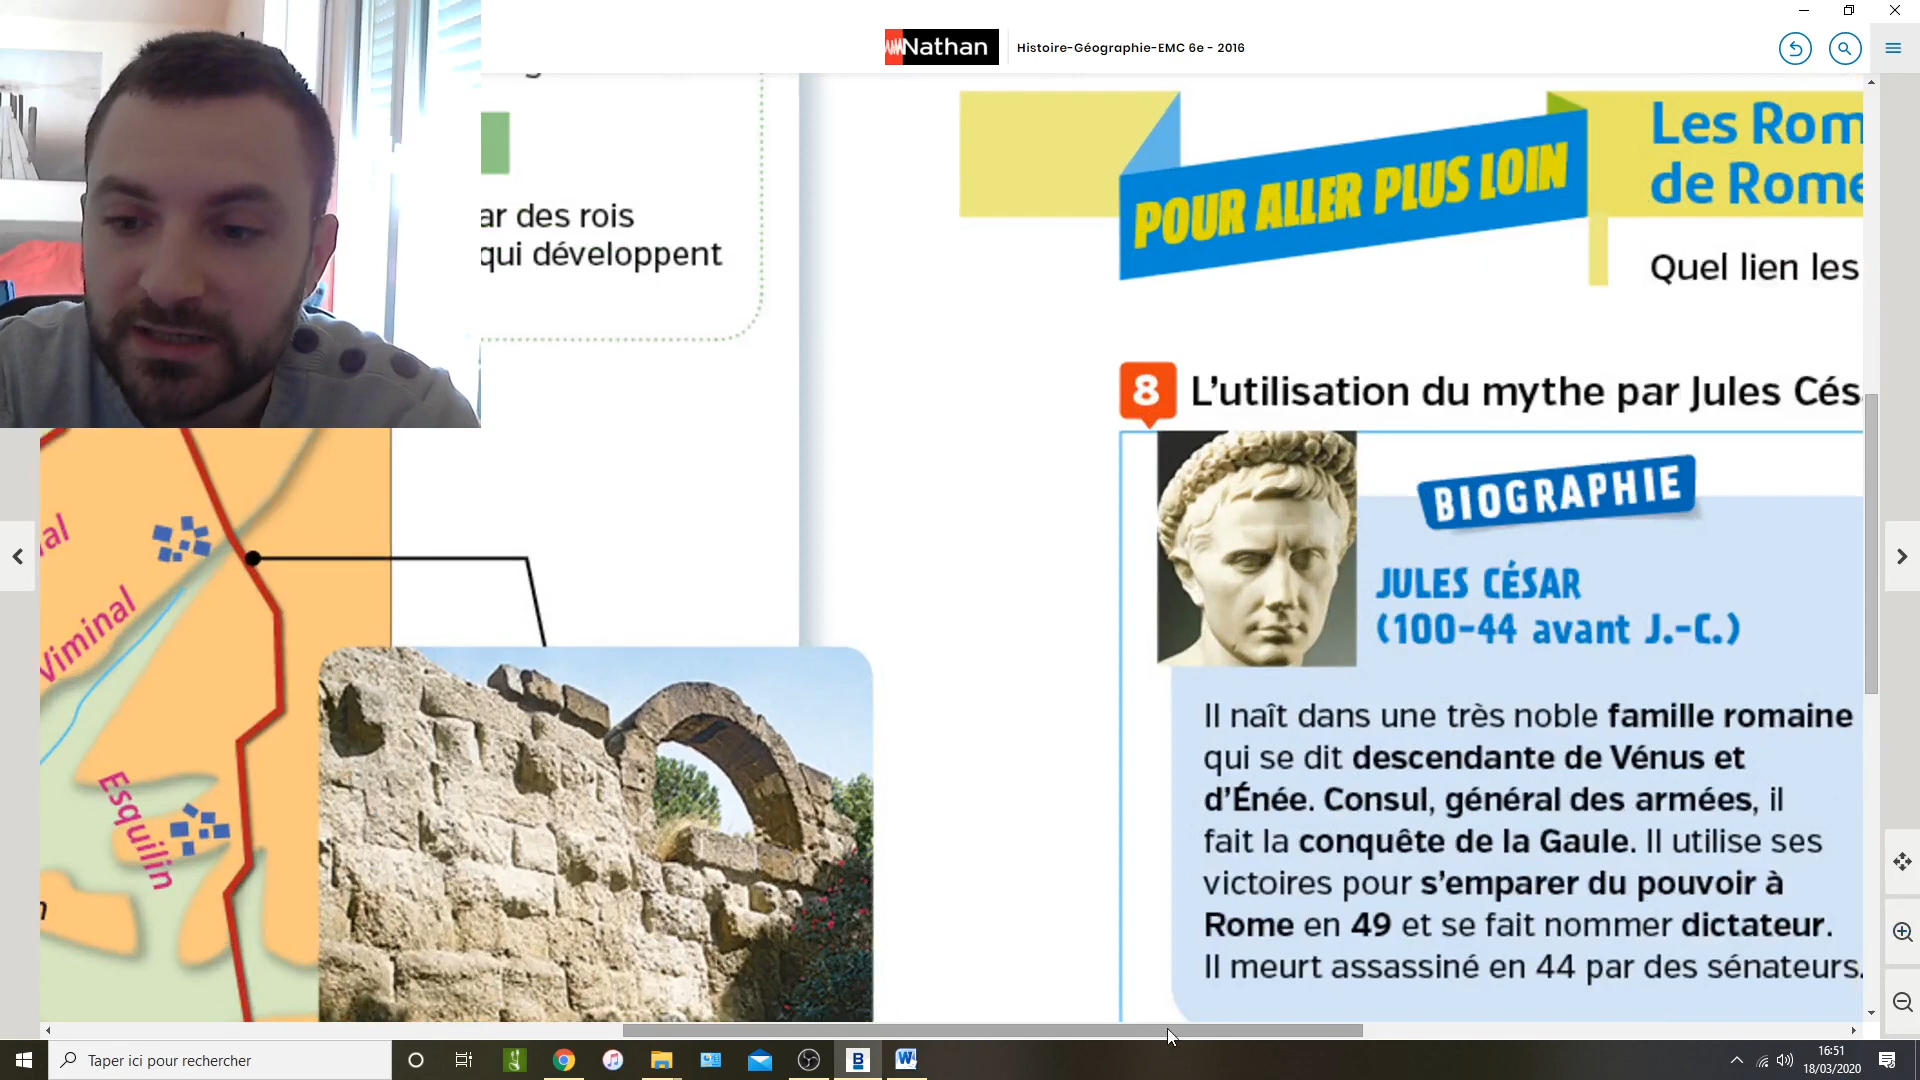 Nathan
Histoire-Géographie-EMC 6e - 2016
ar des rois
qui développent
POUR ALLER PLUS LOIN
Les Rom
de Rome
Quel lien les
8 L'utilisation du mythe par Jules Cés
BIOGRAPHIE
JULES CÉSAR
(100-44 avant J.-C.)
Il naît dans une très noble famille romaine
qui se dit descendante de Vénus et
d'Énée. Consul, général des armées, il
fait la conquête de la Gaule. Il utilise ses
victoires pour s'emparer du pouvoir à
Rome en 49 et se fait nommer dictateur.
Il meurt assassiné en 44 par des sénateurs.
al
Viminal
Esquilin
n
Taper ici pour rechercher
16:51
18/03/2020